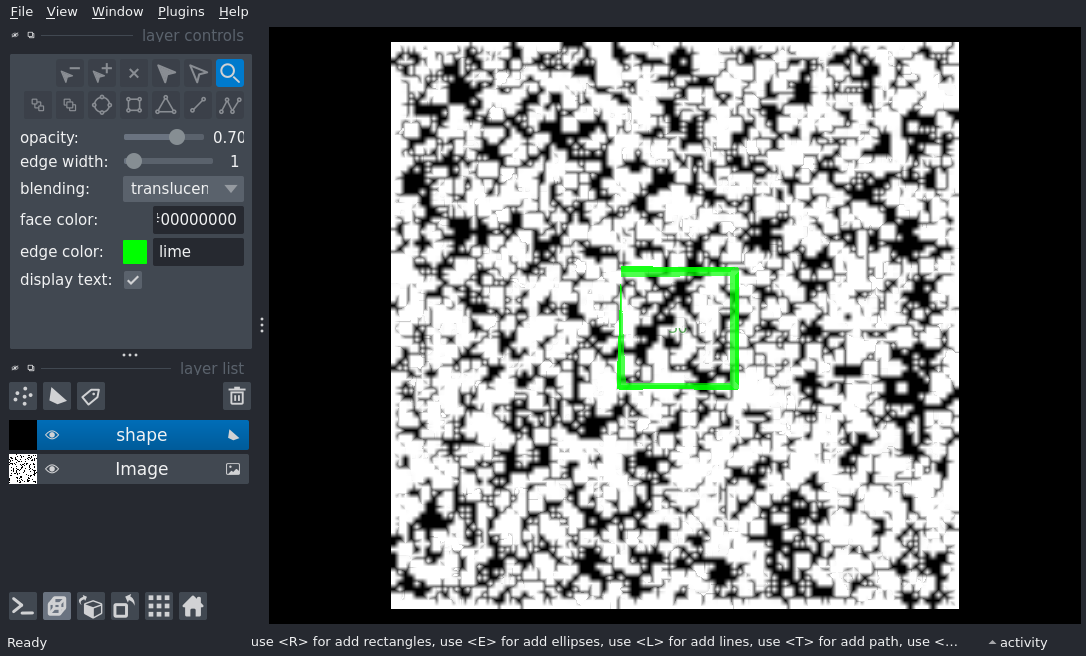 File View Window Plugins Help
layer controls
opacity: 0.70
edge width: 1
blending: translucen
face color: 00000000
edge color: lime
display text:
layer list
shape
Image
Ready
use <R> for add rectangles, use <E> for add ellipses, use <L> for add lines, use <T> for add path, use <...
activity